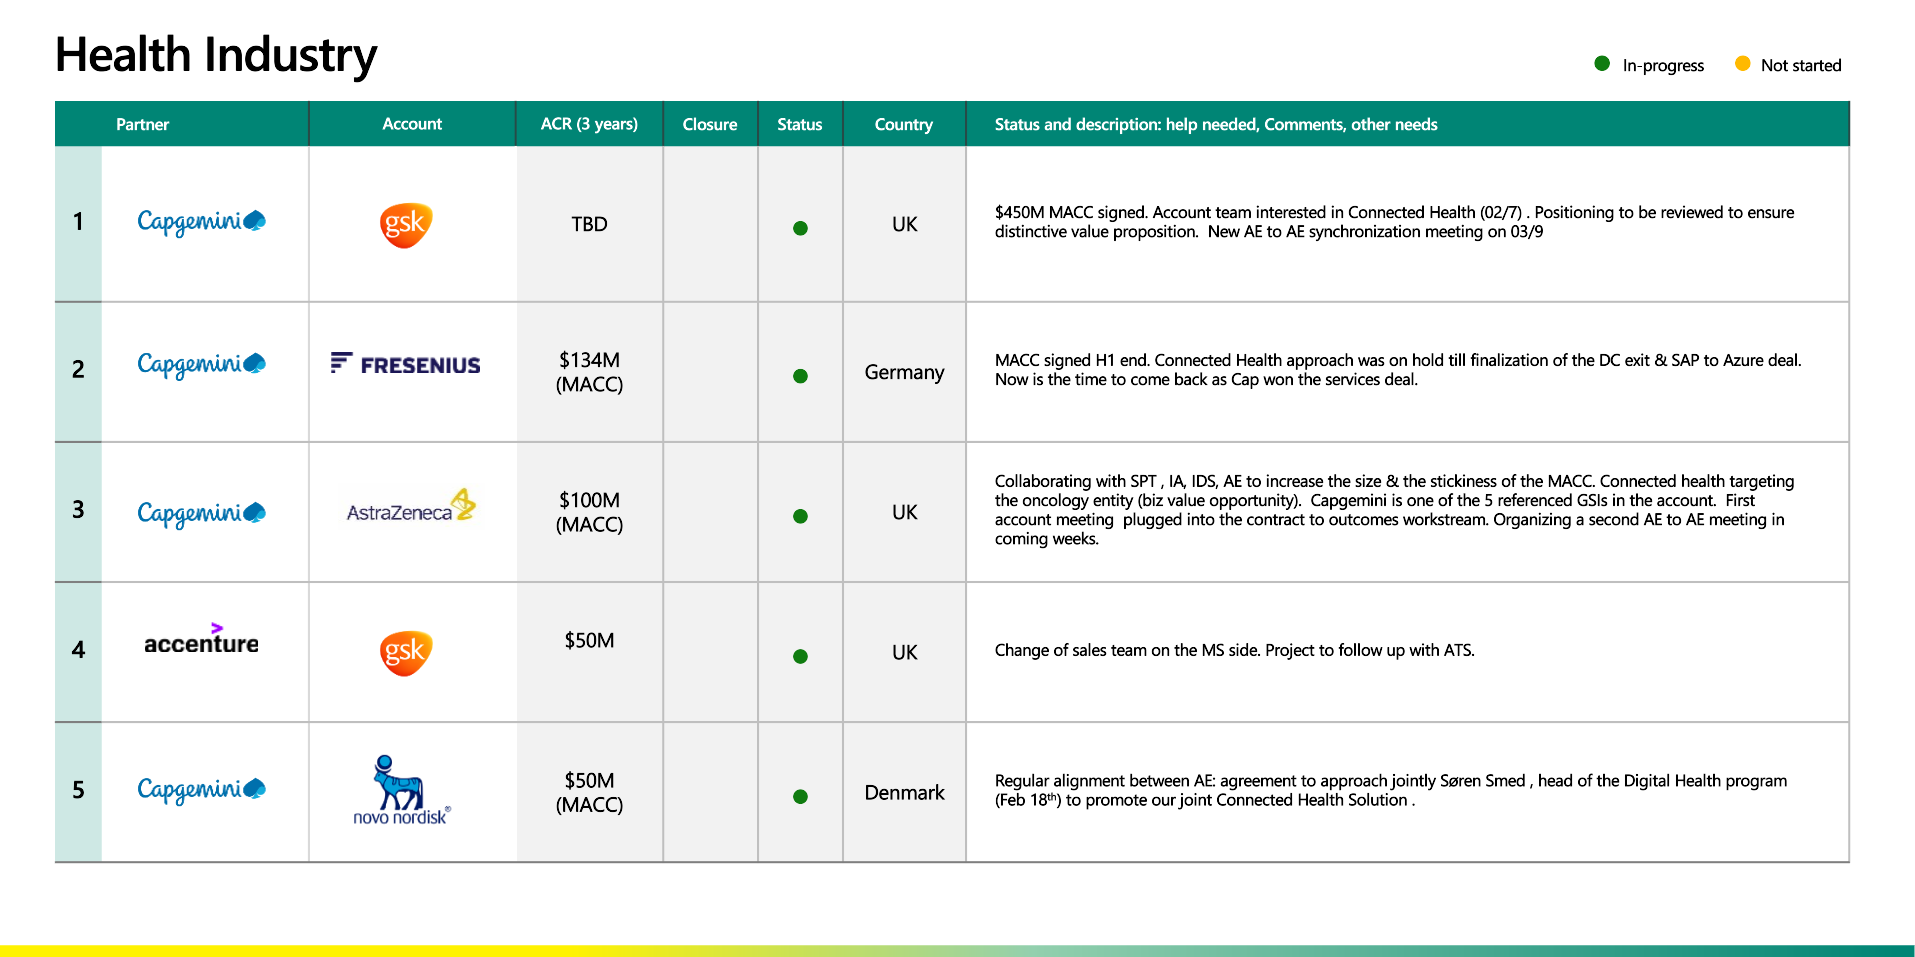 Health Industry
In-progress
Not started
Partner
Account
ACR (3 years)
Closure
Status
Country
Status and description: help needed, Comments, other needs
1
Capgemini
gsk
TBD
UK
$450M MACC signed. Account team interested in Connected Health (02/7) . Positioning to be reviewed to ensure
distinctive value proposition.  New AE to AE synchronization meeting on 03/9
2
Capgemini
FRESENIUS
$134M
(MACC)
Germany
MACC signed H1 end. Connected Health approach was on hold till finalization of the DC exit & SAP to Azure deal.
Now is the time to come back as Cap won the services deal.
3
Capgemini
AstraZeneca
$100M
(MACC)
UK
Collaborating with SPT , IA, IDS, AE to increase the size & the stickiness of the MACC. Connected health targeting
the oncology entity (biz value opportunity).  Capgemini is one of the 5 referenced GSIs in the account.  First
account meeting  plugged into the contract to outcomes workstream. Organizing a second AE to AE meeting in
coming weeks.
4
accenture
gsk
$50M
UK
Change of sales team on the MS side. Project to follow up with ATS.
5
Capgemini
novo nordisk®
$50M
(MACC)
Denmark
Regular alignment between AE: agreement to approach jointly Søren Smed , head of the Digital Health program
(Feb 18th) to promote our joint Connected Health Solution .